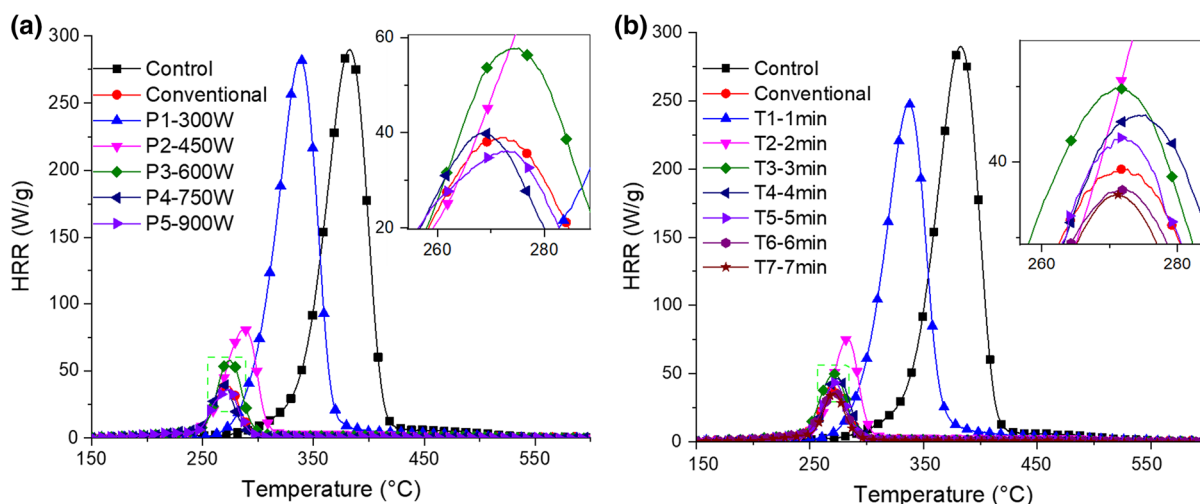 (a)
300
250
200
150
100
50
0
HRR (W/g)
Control
Conventional
P1-300W
P2-450W
P3-600W
P4-750W
P5-900W
60
40
20
260 280
150 250 350 450 550
Temperature (°C)
(b)
300
250
200
150
100
50
0
HRR (W/g)
Control
Conventional
T1-1min
T2-2min
T3-3min
T4-4min
T5-5min
T6-6min
T7-7min
40
260 280
150 250 350 450 550
Temperature (°C)